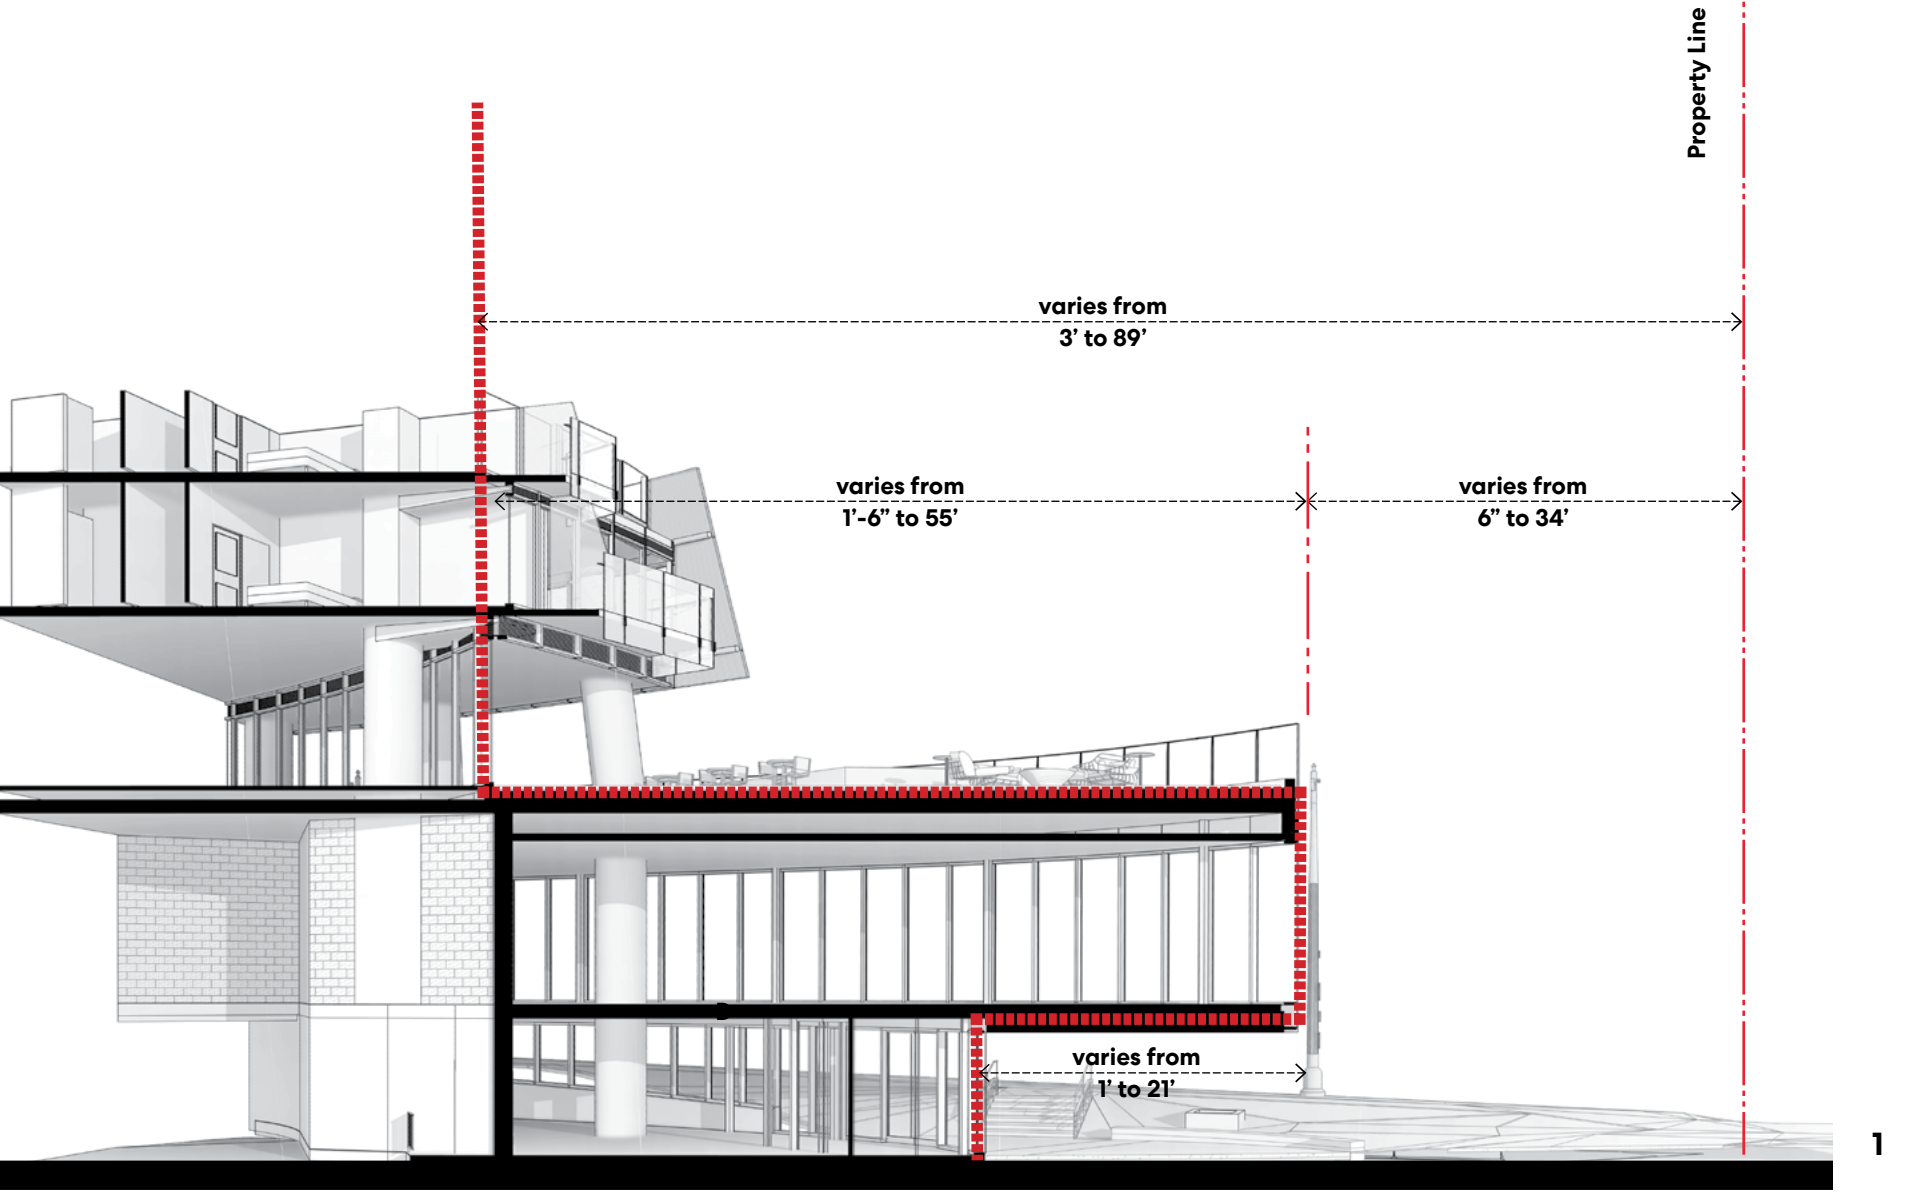 Property Line
varies from
3’ to 89’
varies from
1’-6” to 55’
varies from
6” to 34’
varies from
1’ to 21’
1